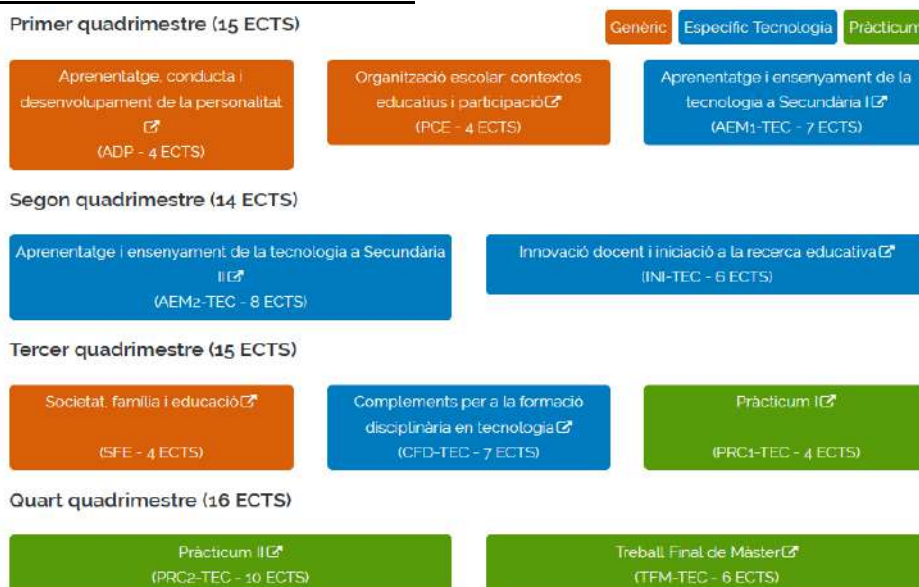 Primer quadrimestre (15 ECTS)
Genèric
Específic Tecnologia
Pràcticum
Aprenentatge, conducta i
desenvolupament de la personalitat
(ADP - 4 ECTS)
Organització escolar: contextos
educatius i participació
(PCE - 4 ECTS)
Aprenentatge i ensenyament de la
tecnologia a Secundària I
(AEM1-TEC - 7 ECTS)
Segon quadrimestre (14 ECTS)
Aprenentatge i ensenyament de la tecnologia a Secundària
II
(AEM2-TEC - 8 ECTS)
Innovació docent i iniciació a la recerca educativa
(INI-TEC - 6 ECTS)
Tercer quadrimestre (15 ECTS)
Societat, família i educació
(SFE - 4 ECTS)
Complements per a la formació
disciplinària en tecnologia
(CFD-TEC - 7 ECTS)
Pràcticum I
(PRC1-TEC - 4 ECTS)
Quart quadrimestre (16 ECTS)
Pràcticum II
(PRC2-TEC - 10 ECTS)
Treball Final de Màster
(TFM-TEC - 6 ECTS)